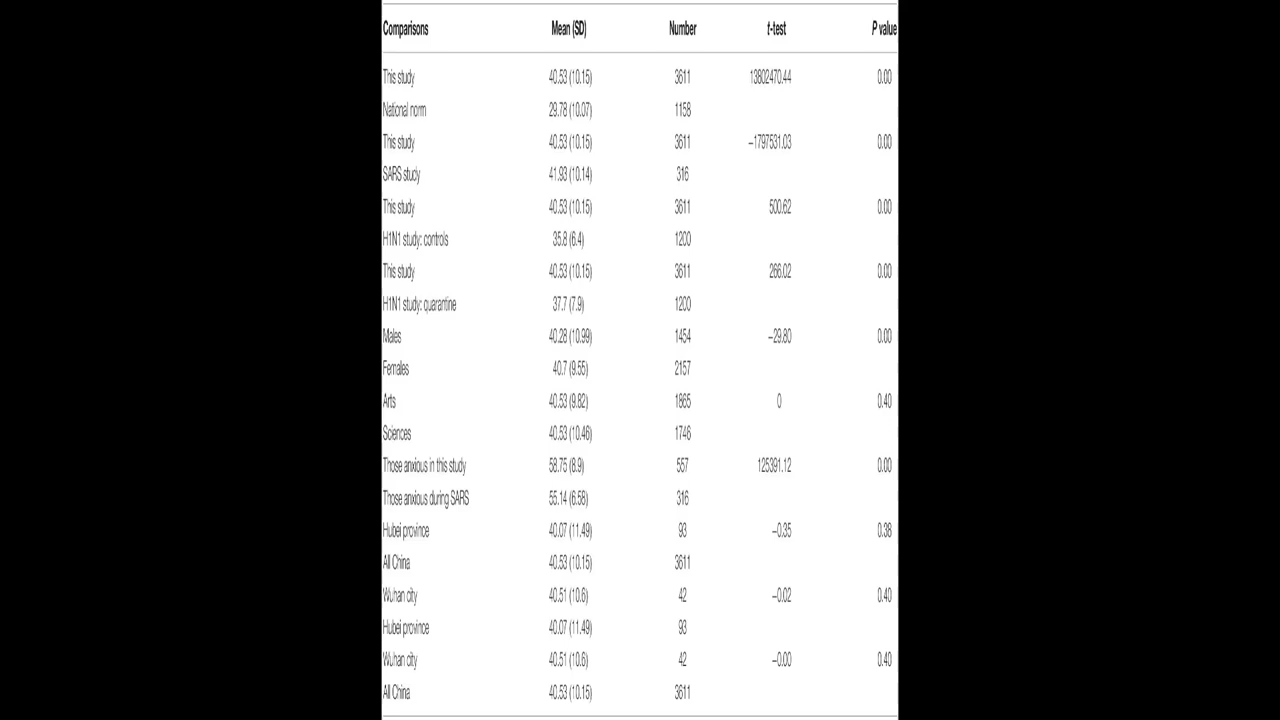 Comparisons Mean (SD) Number t-test P value
This study 40.53 (10.15) 3611 13802470.44 0.00
National norm 29.78 (10.07) 1158
This study 40.53 (10.15) 3611 −1797531.03 0.00
SARS study 41.93 (10.14) 316
This study 40.53 (10.15) 3611 500.62 0.00
H1N1 study: controls 35.8 (6.4) 1200
This study 40.53 (10.15) 3611 266.02 0.00
H1N1 study: quarantine 37.7 (7.9) 1200
Males 40.28 (10.99) 1454 −29.80 0.00
Females 40.7 (9.55) 2157
Arts 40.53 (9.82) 1865 0 0.40
Sciences 40.53 (10.46) 1746
Those anxious in this study 58.75 (8.9) 557 125391.12 0.00
Those anxious during SARS 55.14 (6.58) 316
Hubei province 40.07 (11.49) 93 −0.35 0.38
All China 40.53 (10.15) 3611
Wuhan city 40.51 (10.6) 42 −0.02 0.40
Hubei province 40.07 (11.49) 93
Wuhan city 40.51 (10.6) 42 −0.00 0.40
All China 40.53 (10.15) 3611